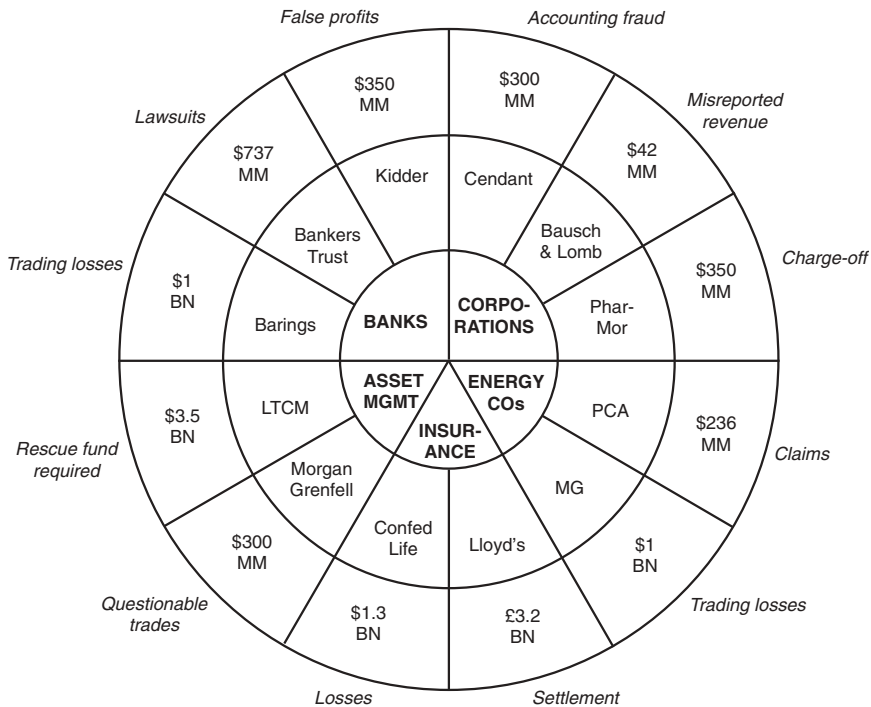 False profits
Accounting fraud
Lawsuits
Misreported
revenue
Trading losses
Charge-off
$350
MM
$300
MM
$737
MM
$42
MM
$1
BN
$350
MM
Kidder
Cendant
Bankers
Trust
Bausch
& Lomb
Barings
Phar-
Mor
BANKS
CORPO-
RATIONS
ASSET
MGMT
ENERGY
COs
INSUR-
ANCE
LTCM
PCA
Morgan
Grenfell
MG
Confed
Life
Lloyd's
$3.5
BN
$236
MM
$300
MM
$1
BN
$1.3
BN
£3.2
BN
Rescue fund
required
Claims
Questionable
trades
Trading losses
Losses
Settlement